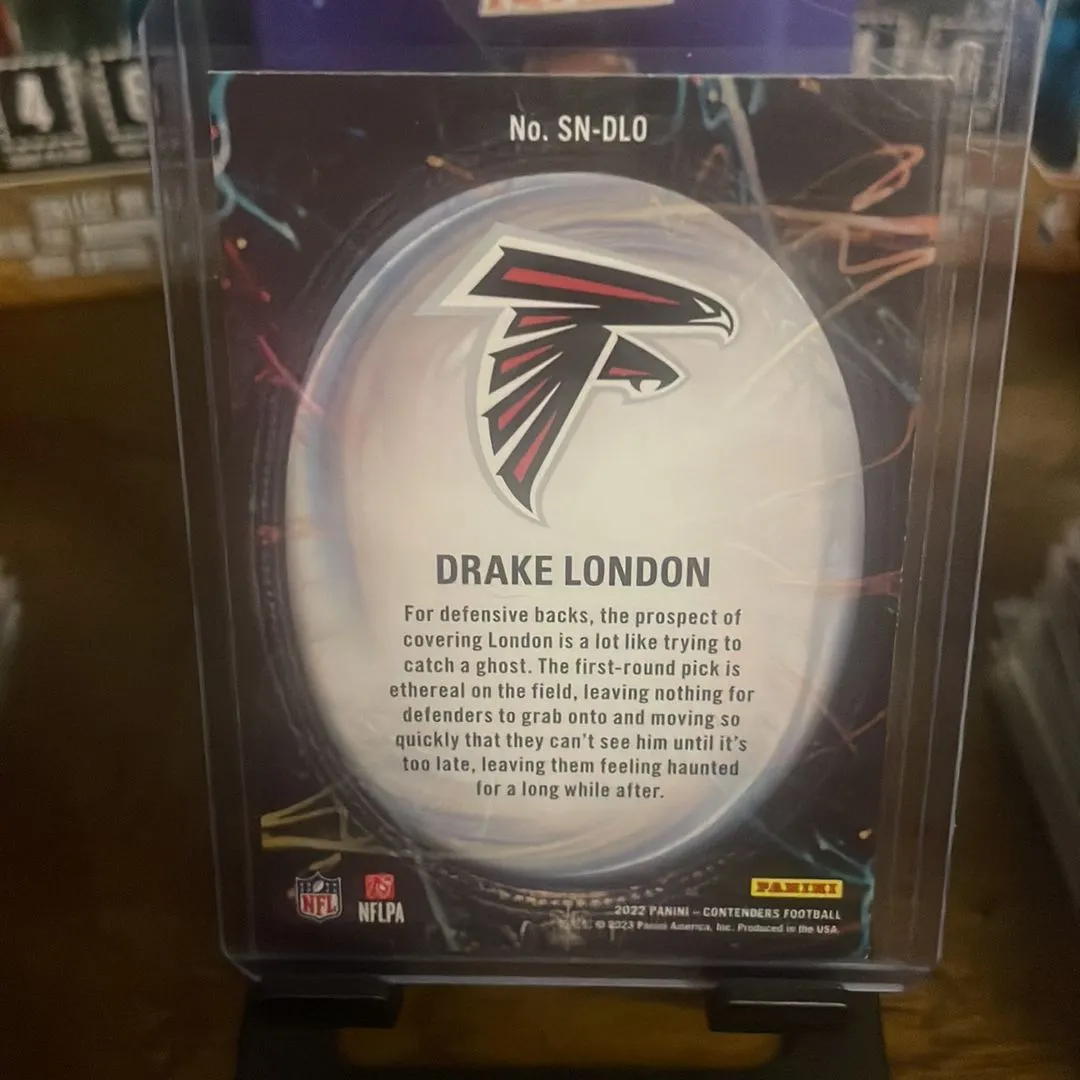 No. SN-DLO
DRAKE LONDON
For defensive backs, the prospect of
covering London is a lot like trying to
catch a ghost. The first-round pick is
ethereal on the field, leaving nothing for
defenders to grab onto and moving so
quickly that they can't see him until it's
too late, leaving them feeling haunted
for a long while after.
NFL
NFLPA
PANINI
2022 PANINI – CONTENDERS FOOTBALL
© 2023 Panini America, Inc. Produced in the USA.